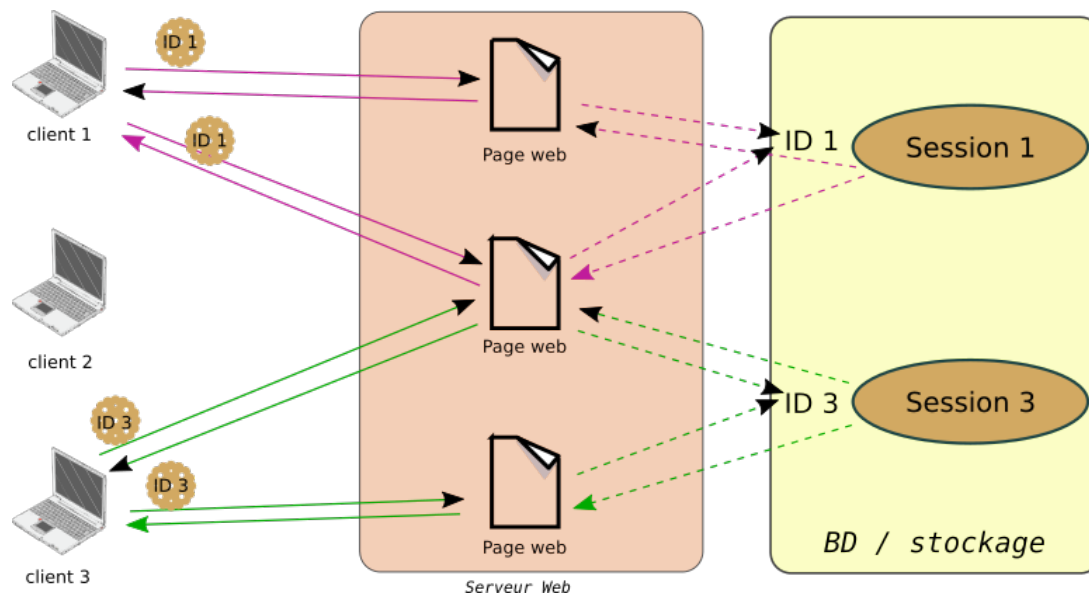 ID 1
client 1
ID 1
Page web
ID 1
Session 1
client 2
Page web
ID 3
ID 3
Session 3
client 3
ID 3
Page web
Serveur Web
BD / stockage